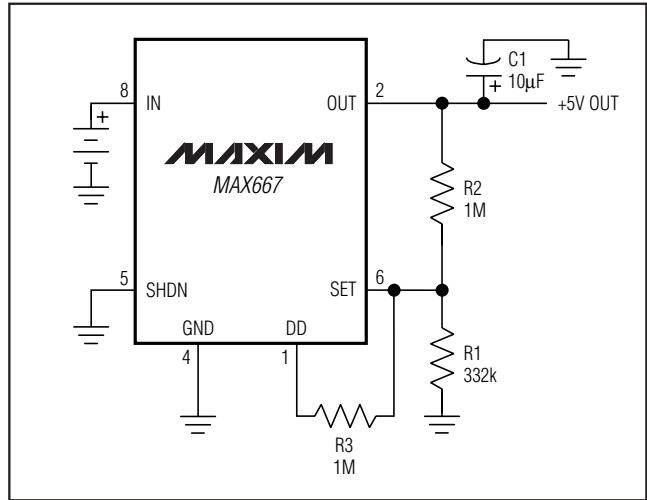 C1
10µF
+
8
IN
OUT
2
+5V OUT
+
MAXIM
MAX667
R2
1M
5
SHDN
SET
6
GND
DD
4
1
R1
332k
R3
1M